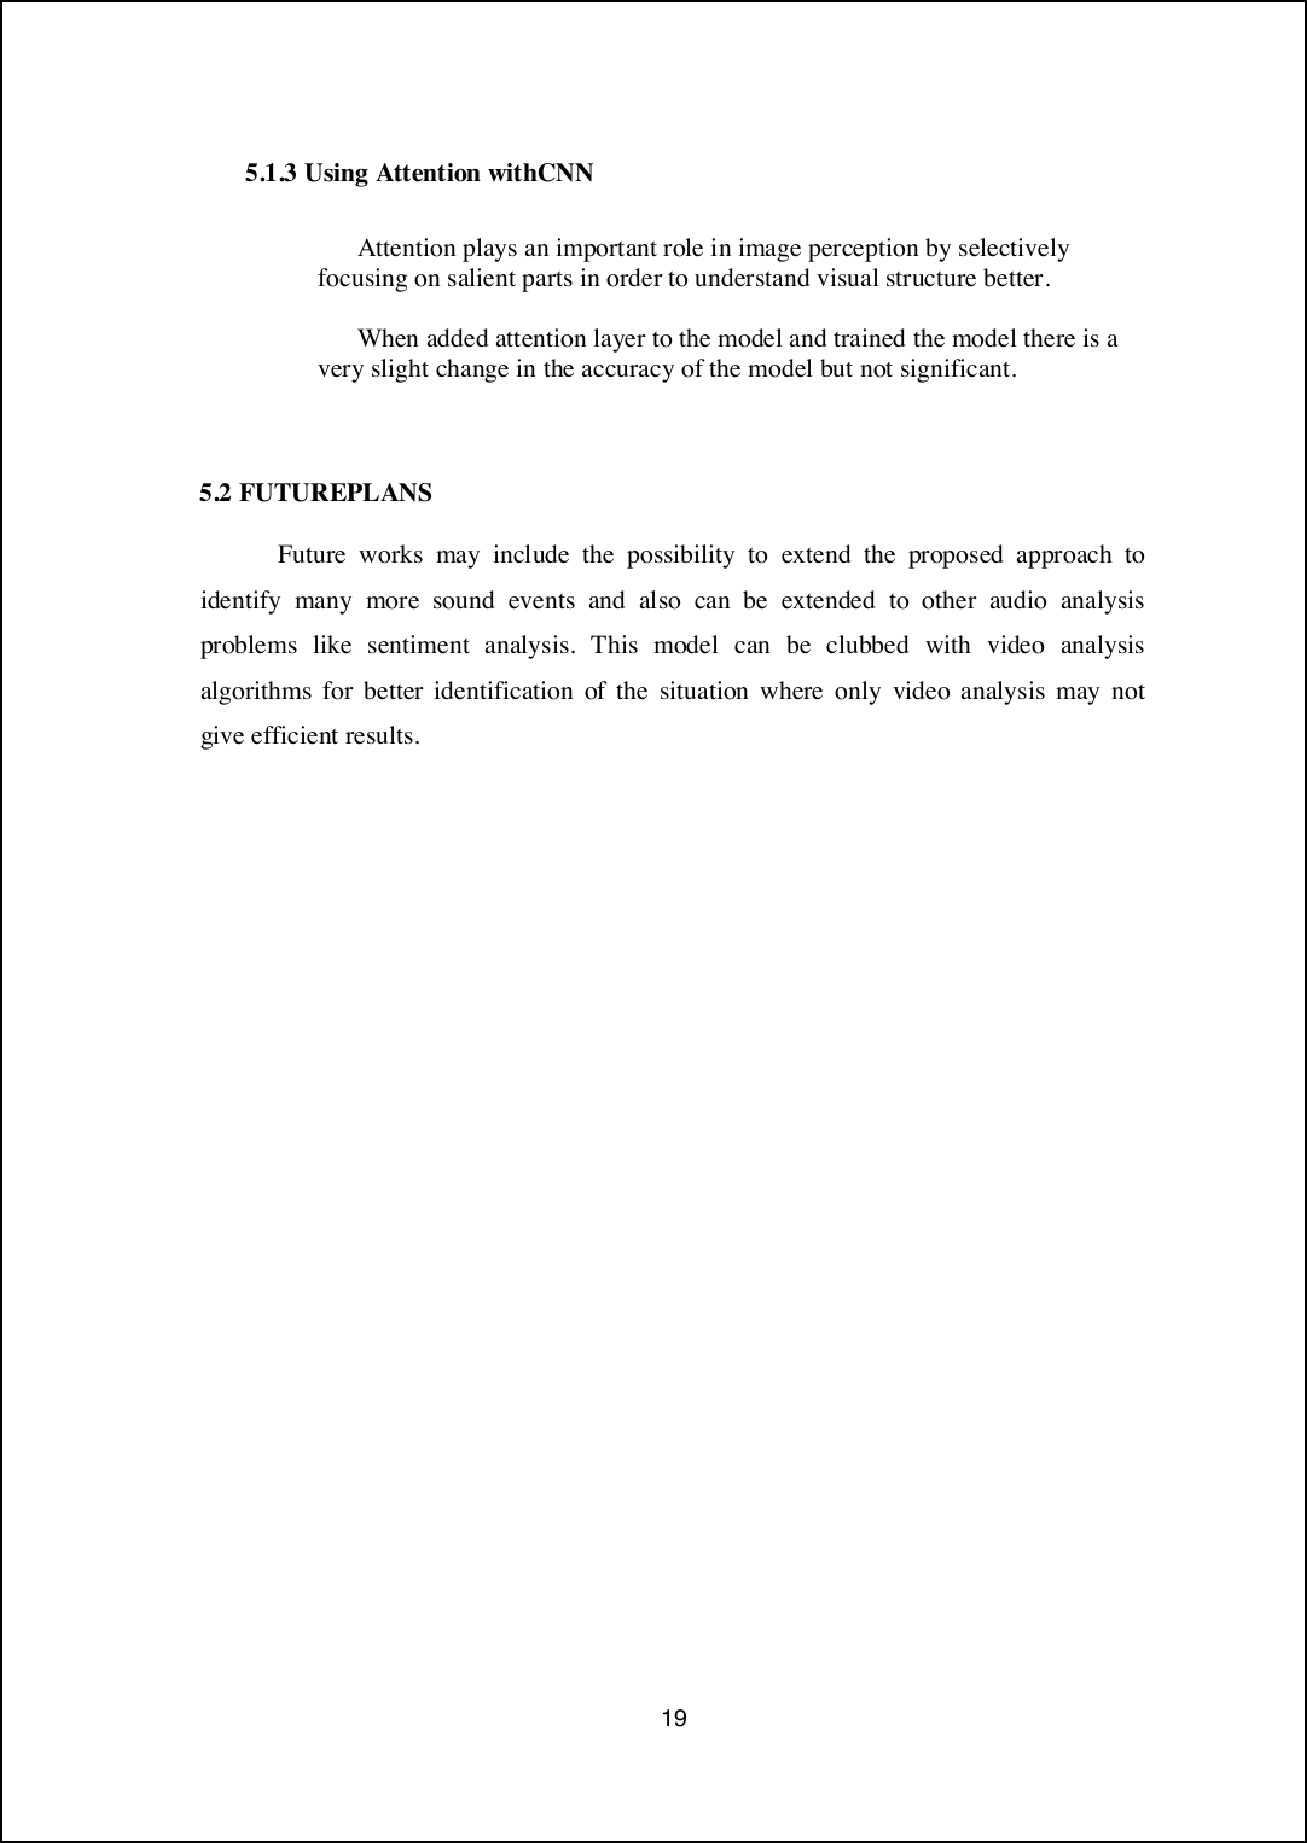 5.1.3 Using Attention withCNN
Attention plays an important role in image perception by selectively
focusing on salient parts in order to understand visual structure better.
When added attention layer to the model and trained the model there is a
very slight change in the accuracy of the model but not significant.
5.2 FUTUREPLANS
Future works may include the possibility to extend the proposed approach to
identify many more sound events and also can be extended to other audio analysis
problems like sentiment analysis. This model can be clubbed with video analysis
algorithms for better identification of the situation where only video analysis may not
give efficient results.
19